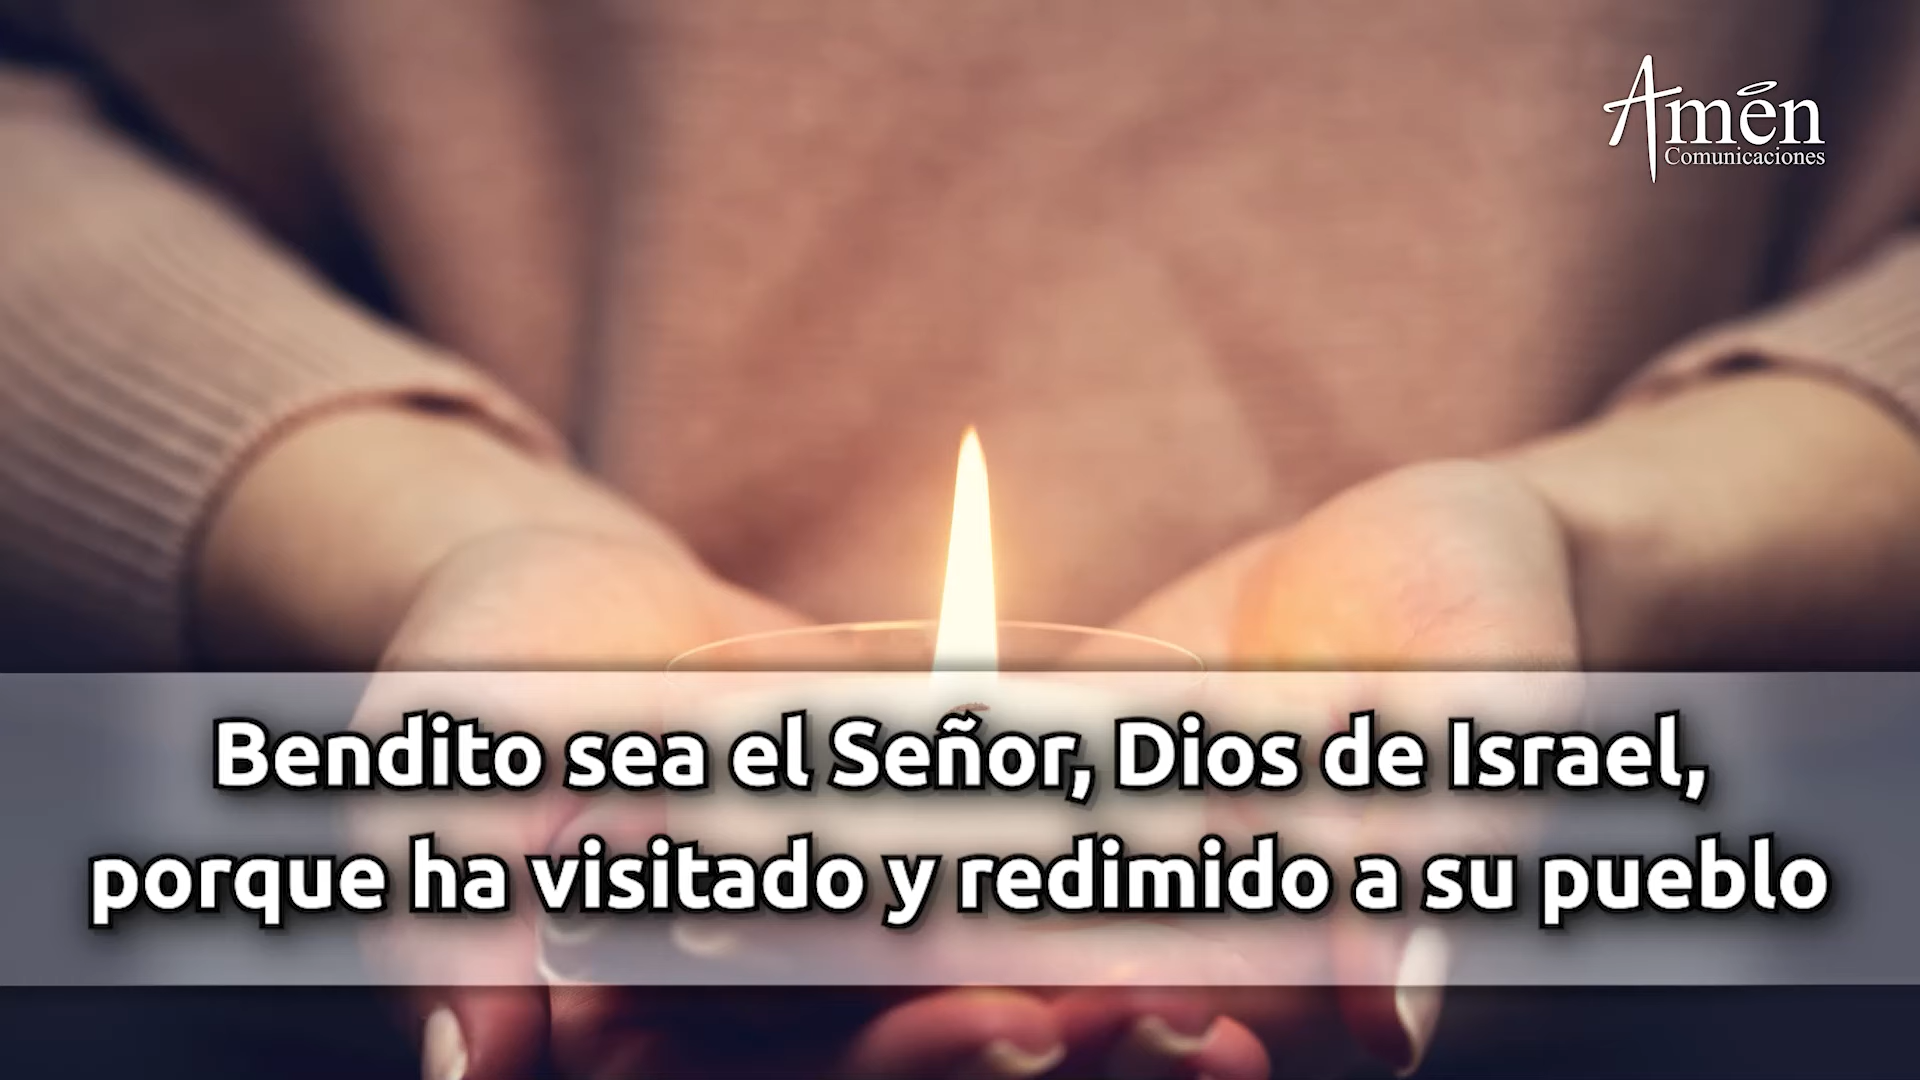 Amén
Comunicaciones
Bendito sea el Señor, Dios de Israel,
porque ha visitado y redimido a su pueblo